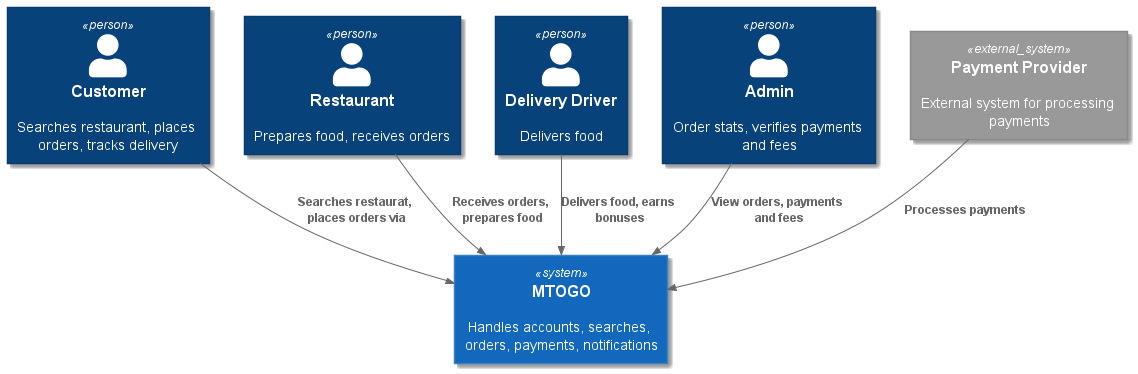 «person»
Customer
Searches restaurant, places
orders, tracks delivery
«person»
Restaurant
Prepares food, receives orders
«person»
Delivery Driver
Delivers food
«person»
Admin
Order stats, verifies payments
and fees
«external_system»
Payment Provider
External system for processing
payments
Searches restaurat,
places orders via
Receives orders,
prepares food
Delivers food, earns
bonuses
View orders, payments
and fees
Processes payments
«system»
MTOGO
Handles accounts, searches,
orders, payments, notifications